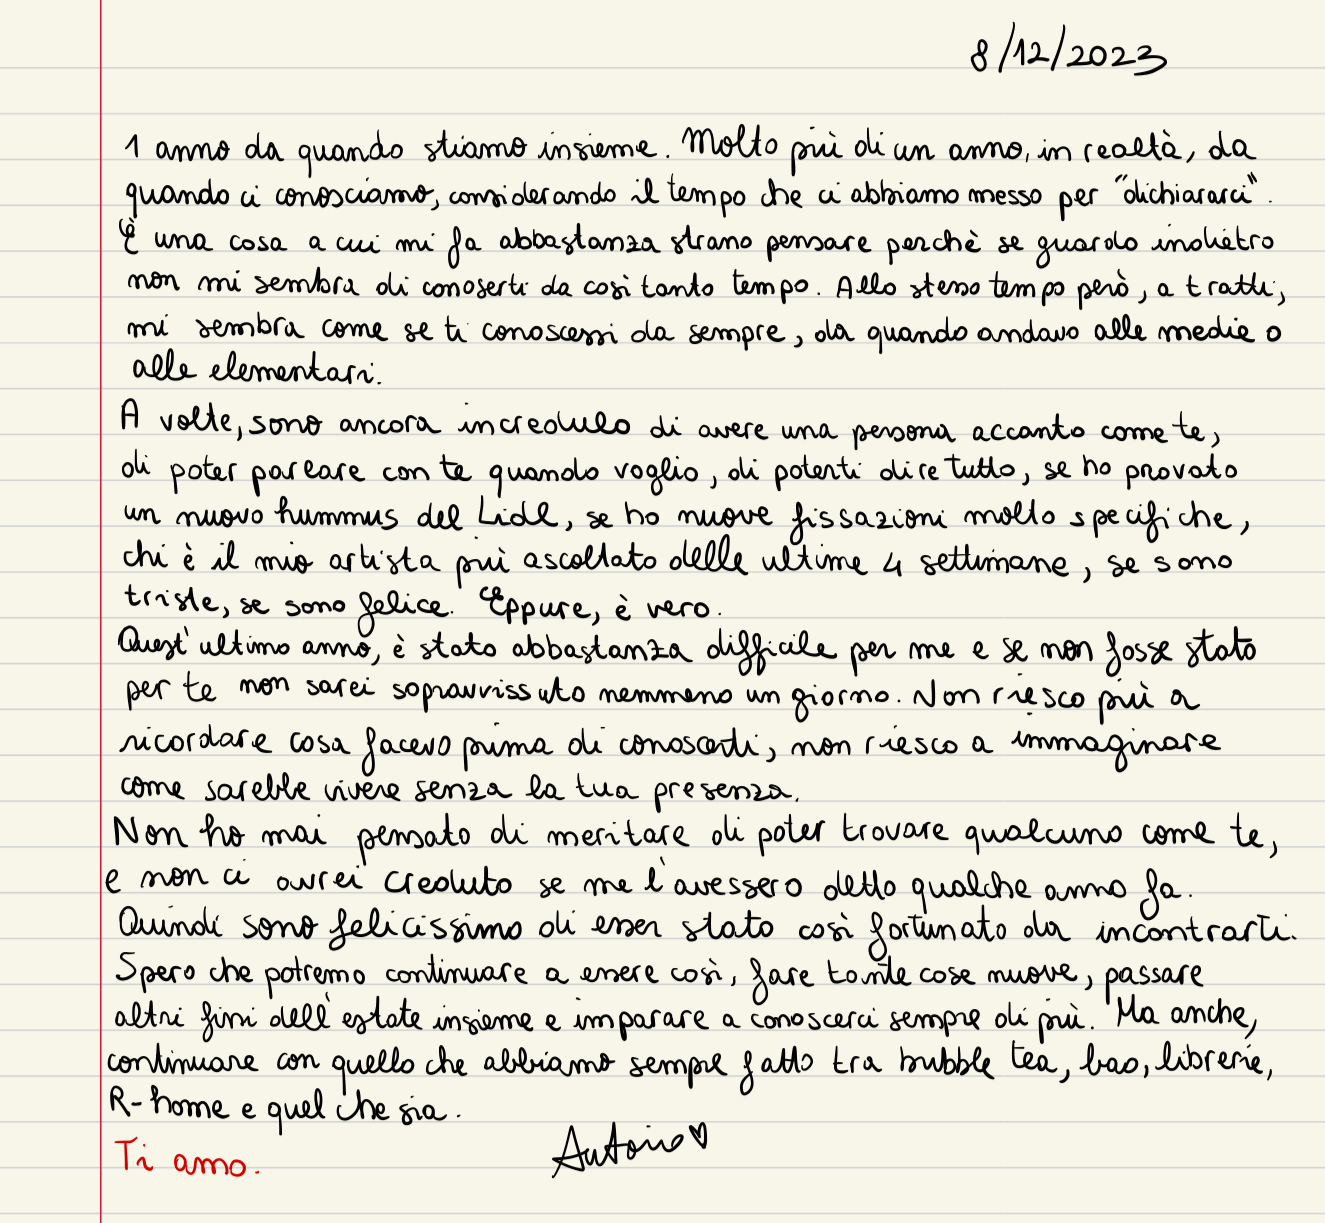 8/12/2023
1 anno da quando stiamo insieme. Molto più di un anno, in realtà, da
quando ci conosciamo, considerando il tempo che ci abbiamo messo per "dichiararci".
È una cosa a cui mi fa abbastanza strano pensare perchè se guardo indietro
non mi sembra di conoserti da così tanto tempo. Allo stesso tempo però, a tratti,
mi sembra come se ti conoscessi da sempre, da quando andavo alle medie o
alle elementari.
A volte, sono ancora incredulo di avere una persona accanto come te,
di poter parlare con te quando voglio, di poterti dire tutto, se ho provato
un nuovo hummus del Lidl, se ho nuove fissazioni molto specifiche,
chi è il mio artista più ascoltato delle ultime 4 settimane, se sono
triste, se sono felice. Eppure, è vero.
Quest'ultimo anno, è stato abbastanza difficile per me e se non fosse stato
per te non sarei sopravvissuto nemmeno un giorno. Non riesco più a
ricordare cosa facevo prima di conoscerti, non riesco a immaginare
come sarebbe vivere senza la tua presenza.
Non ho mai pensato di meritare di poter trovare qualcuno come te,
e non ci avrei creduto se me l'avessero detto qualche anno fa.
Quindi sono felicissimo di esser stato così fortunato da incontrarti.
Spero che potremo continuare a essere così, fare tante cose nuove, passare
altri fini dell'estate insieme e imparare a conoscerci sempre di più. Ma anche,
continuare con quello che abbiamo sempre fatto tra bubble tea, bao, librerie,
R-home e quel che sia.
Ti amo. Antonio ♡